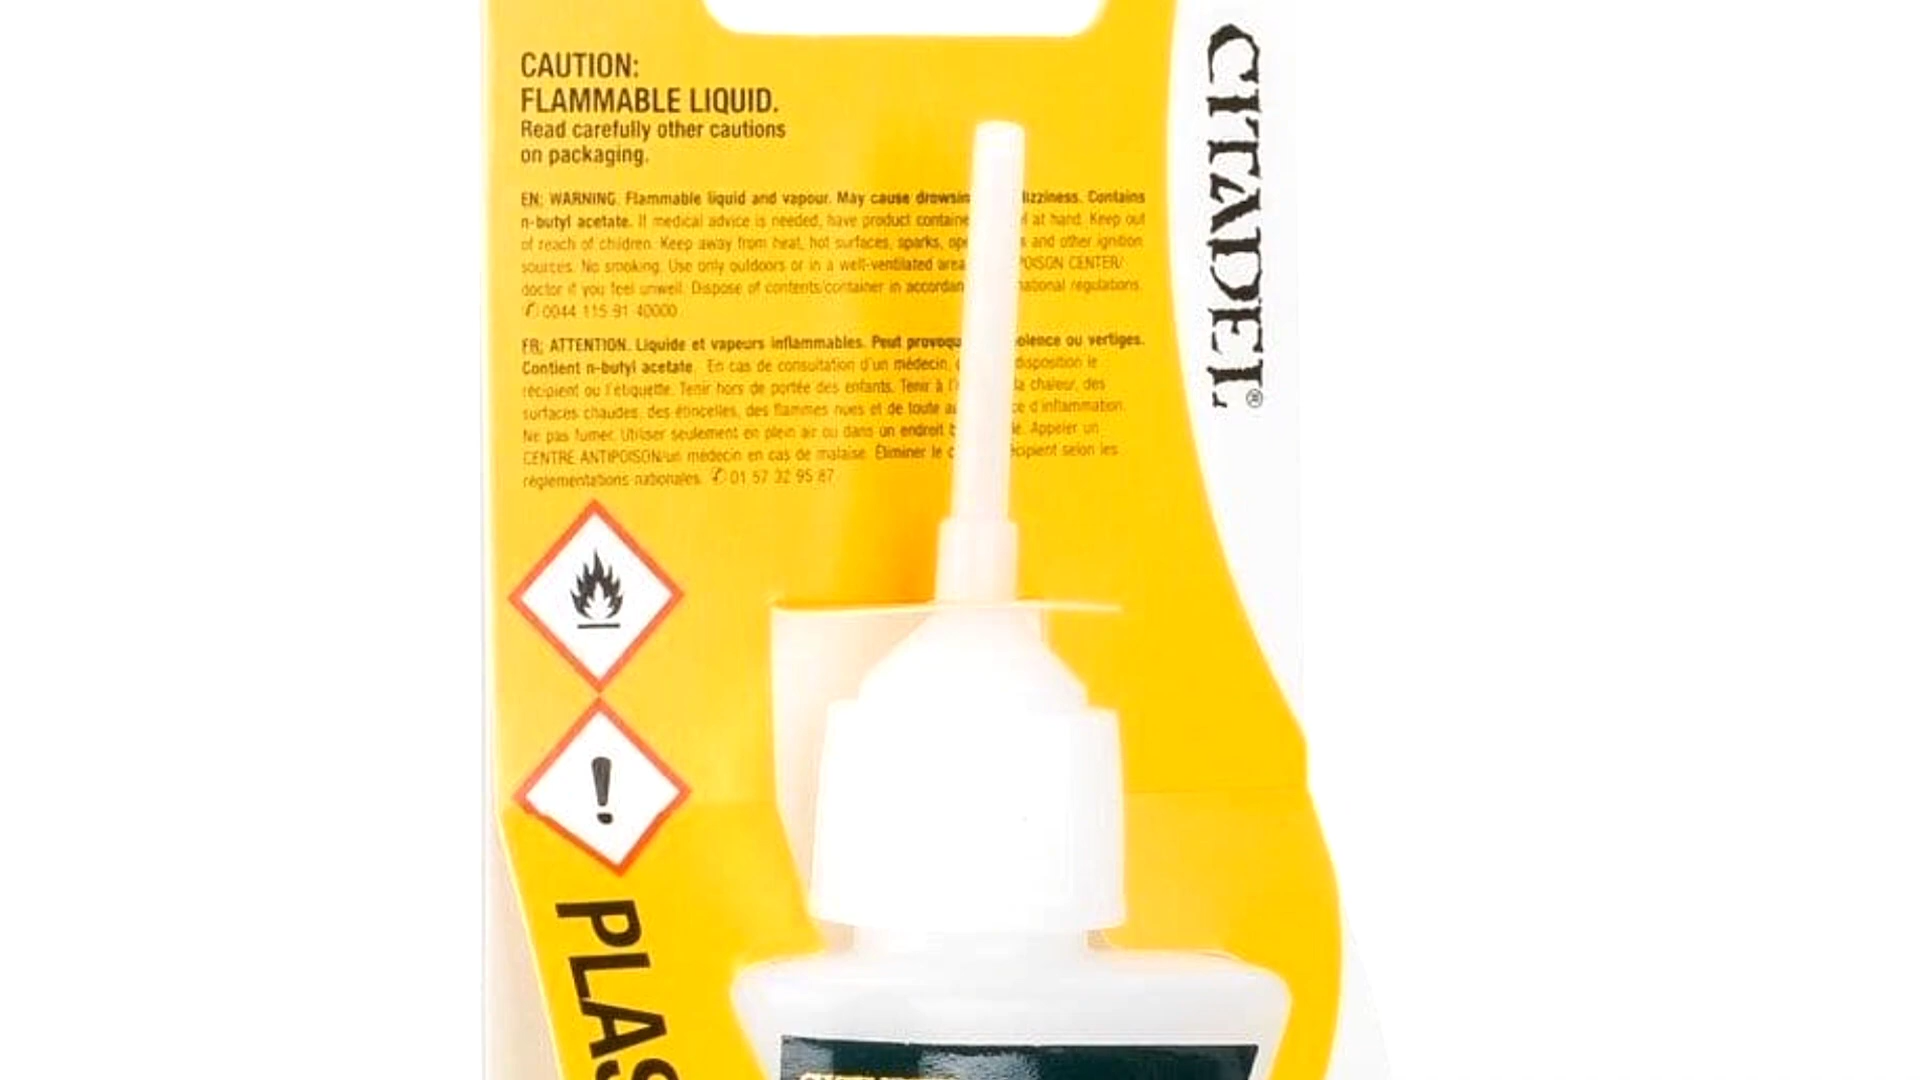 CAUTION:
FLAMMABLE LIQUID.
Read carefully other cautions
on packaging.
EN: WARNING. Flammable liquid and vapour. May cause drowsin izziness. Contains
n-butyl acetate. If medical advice is needed, have product containe l at hand. Keep out
of reach of children. Keep away from heat, hot surfaces, sparks, ope s and other ignition
sources. No smoking. Use only outdoors or in a well-ventilated area POISON CENTER/
doctor if you feel unwell. Dispose of contents/container in accordan national regulations.
✆ 0044 115 91 40000
FR: ATTENTION. Liquide et vapeurs inflammables. Peut provoqu olence ou vertiges.
Contient n-butyl acetate. En cas de consultation d'un médecin, disposition le
récipient ou l'étiquette. Tenir hors de portée des enfants. Tenir à l' la chaleur, des
surfaces chaudes, des étincelles, des flammes nues et de toute au ce d'inflammation.
Ne pas fumer. Utiliser seulement en plein air ou dans un endroit b é. Appeler un
CENTRE ANTIPOISON/un médecin en cas de malaise. Éliminer le c écipient selon les
réglementations nationales. ✆ 01 57 32 95 87
CITADEL®
PLAS